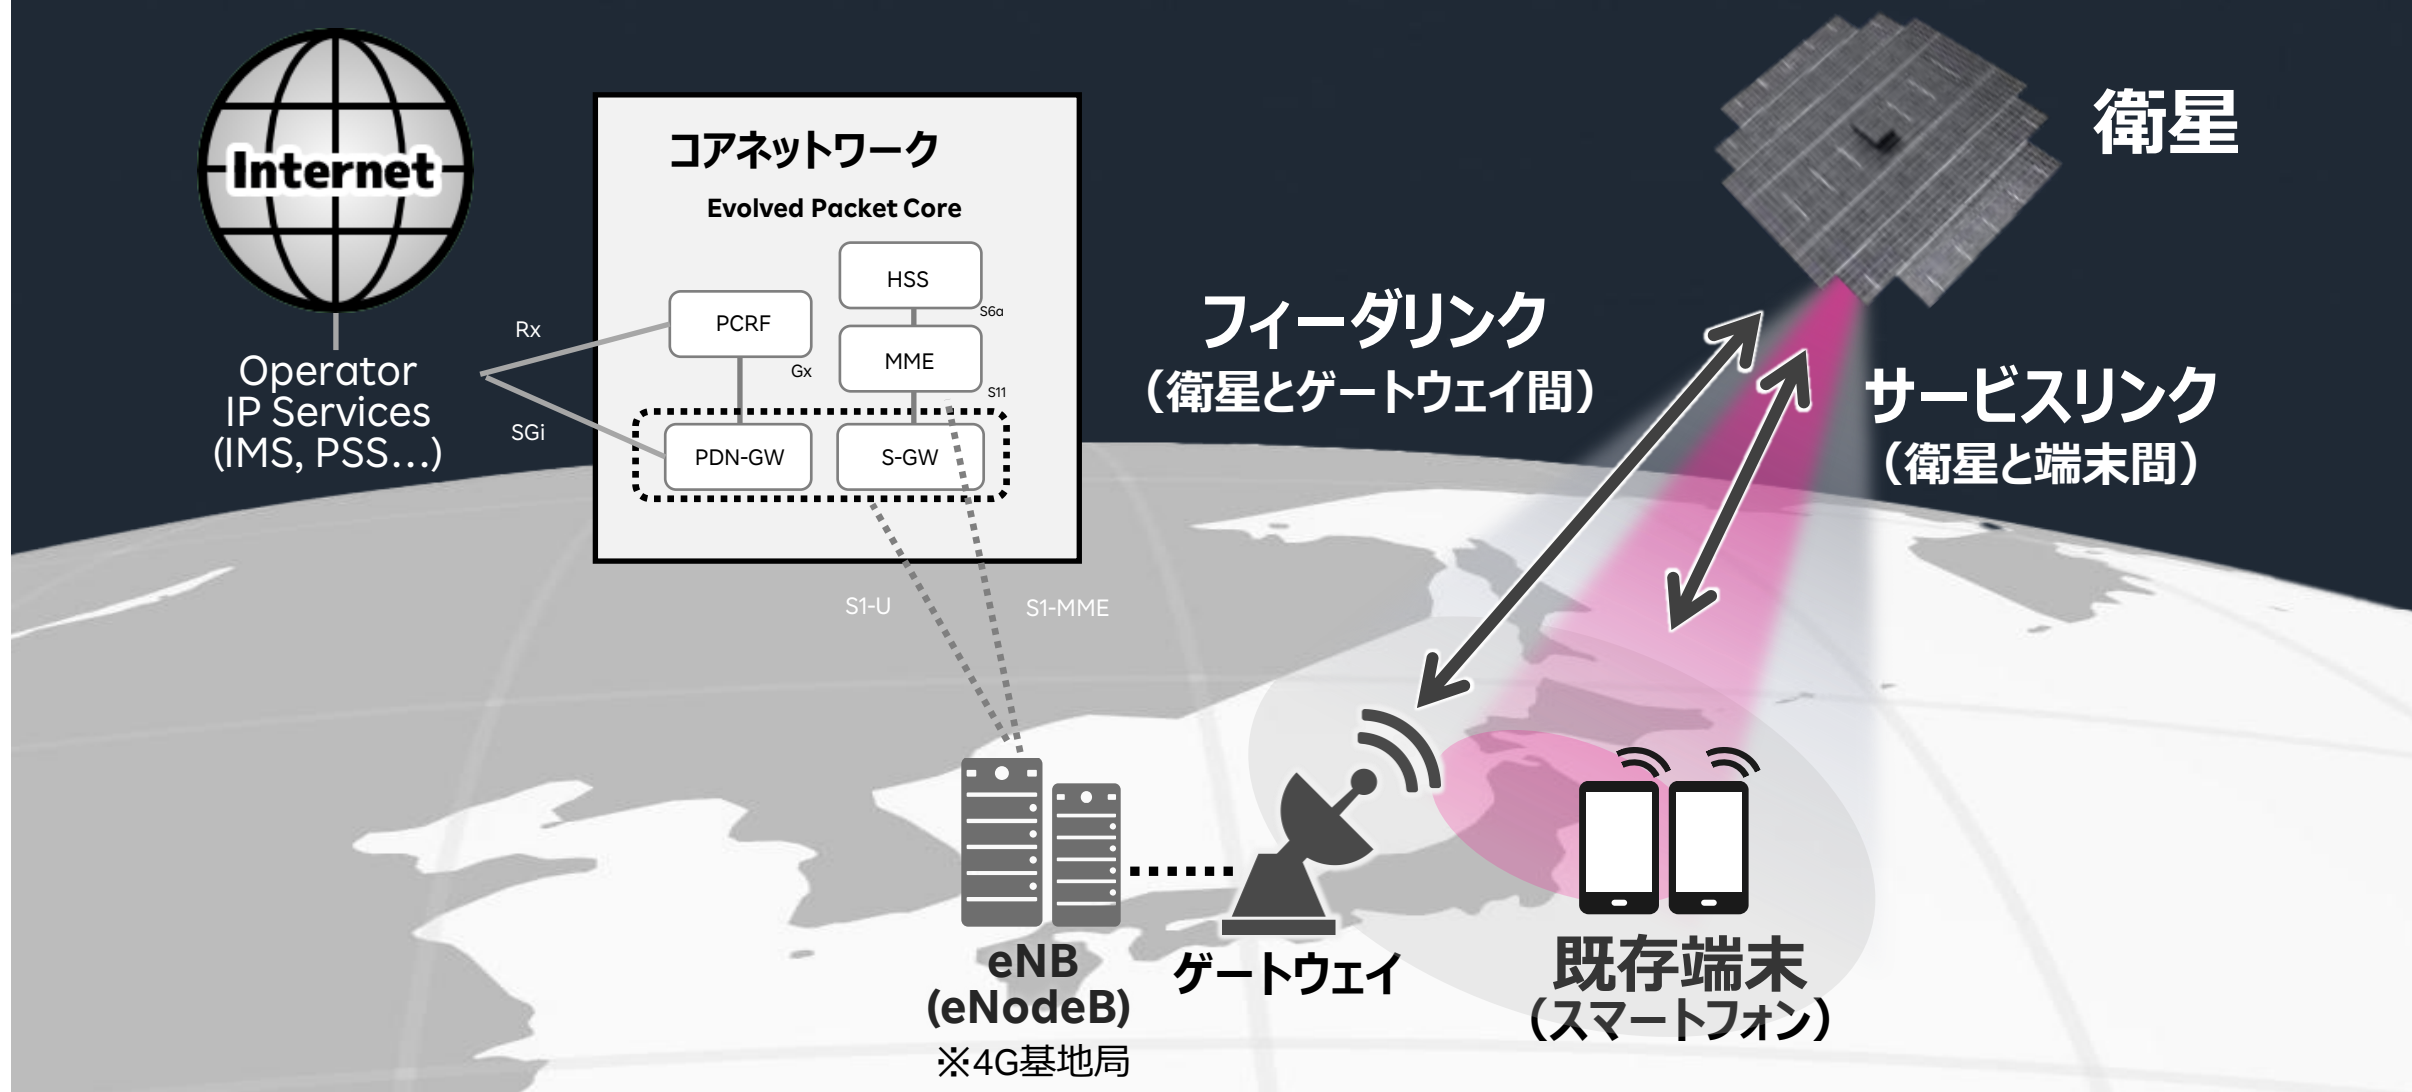 Internet
Operator
IP Services
(IMS, PSS…)
Rx
SGi
コアネットワーク
Evolved Packet Core
HSS
S6a
PCRF
MME
Gx
S11
PDN-GW
S-GW
S1-U
S1-MME
衛星
フィーダリンク
（衛星とゲートウェイ間）
サービスリンク
（衛星と端末間）
eNB
(eNodeB)
※4G基地局
ゲートウェイ
既存端末
（スマートフォン）